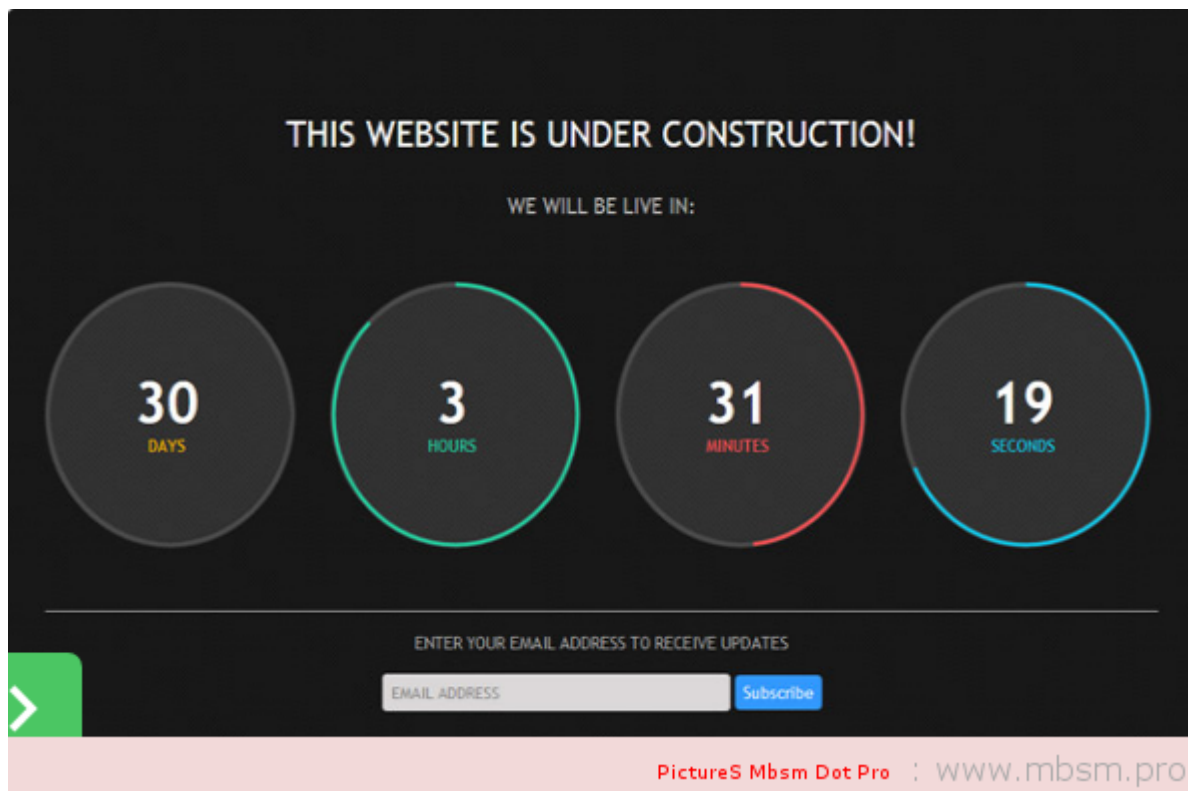 THIS WEBSITE IS UNDER CONSTRUCTION!
WE WILL BE LIVE IN:
30 3 31 19
DAYS HOURS MINUTES SECONDS
ENTER YOUR EMAIL ADDRESS TO RECEIVE UPDATES
EMAIL ADDRESS Subscribe
PictureS Mbsm Dot Pro : www.mbsm.pro